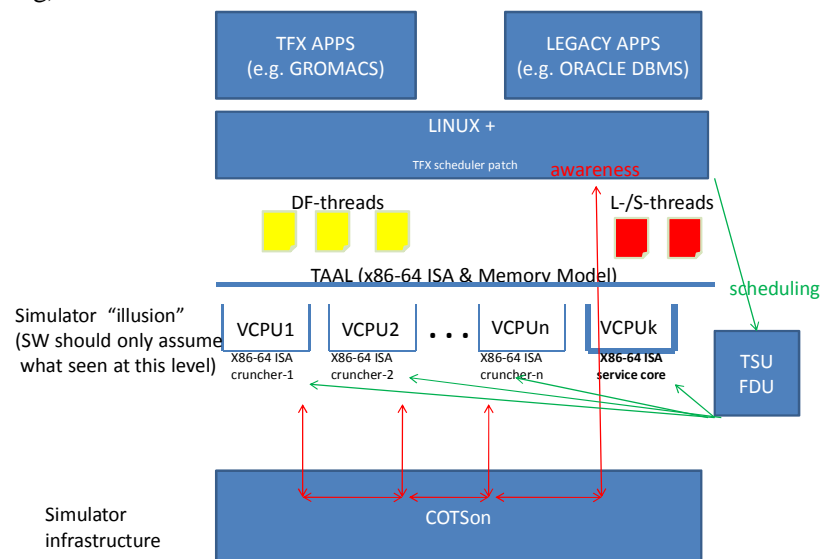 TFX APPS
(e.g. GROMACS)
LEGACY APPS
(e.g. ORACLE DBMS)
LINUX +
TFX scheduler patch
awareness
DF-threads
L-/S-threads
TAAL (x86-64 ISA & Memory Model)
scheduling
Simulator "illusion"
(SW should only assume
what seen at this level)
VCPU1
VCPU2
...
VCPUn
VCPUk
X86-64 ISA
cruncher-1
X86-64 ISA
cruncher-2
X86-64 ISA
cruncher-n
X86-64 ISA
service core
TSU
FDU
Simulator
infrastructure
COTSon